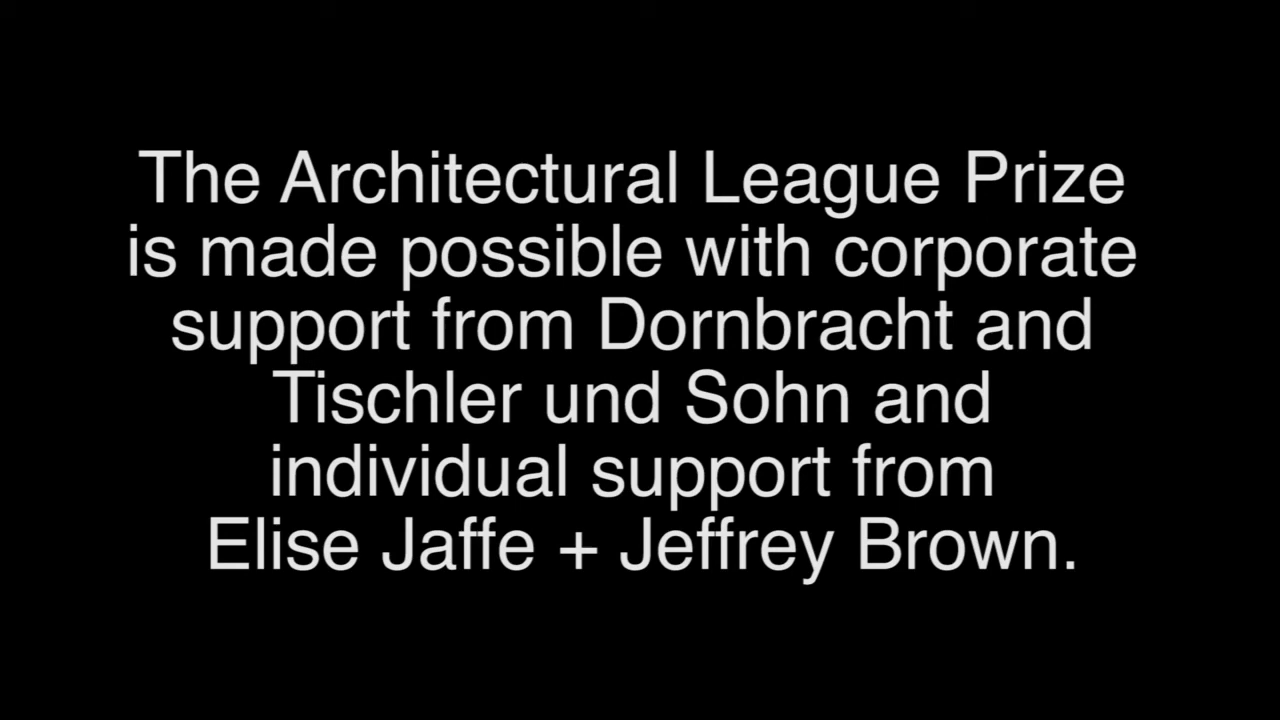 The Architectural League Prize
is made possible with corporate
support from Dornbracht and
Tischler und Sohn and
individual support from
Elise Jaffe + Jeffrey Brown.